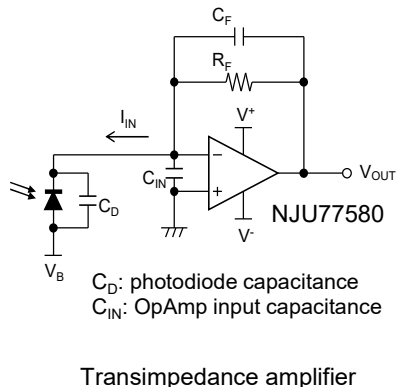 C_F
R_F
I_IN
V⁺
−
C_IN
+
V_OUT
C_D
NJU77580
V⁻
V_B
C_D: photodiode capacitance
C_IN: OpAmp input capacitance
Transimpedance amplifier